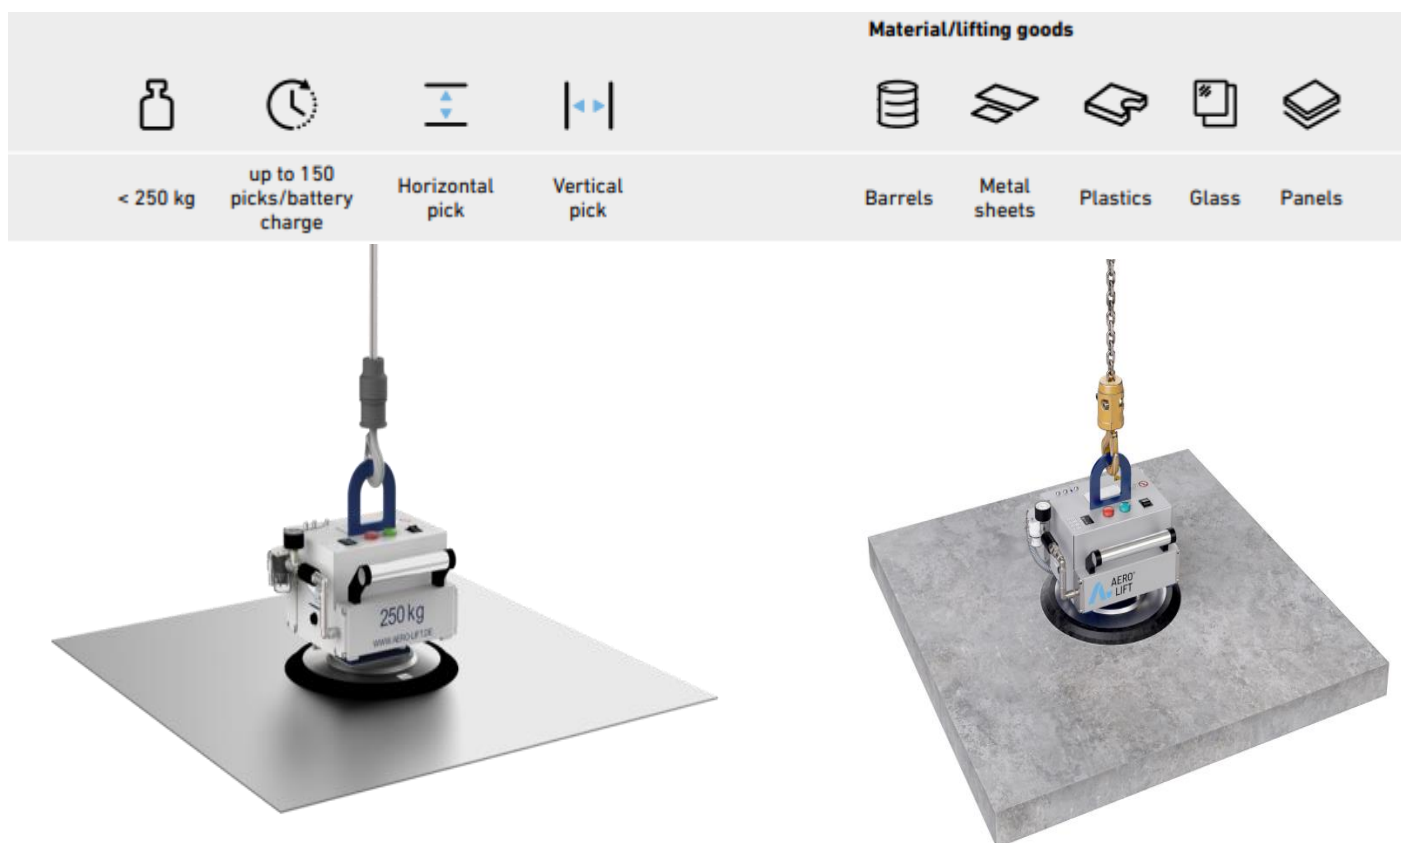 Material/lifting goods
< 250 kg
up to 150
picks/battery
charge
Horizontal
pick
Vertical
pick
Barrels
Metal
sheets
Plastics
Glass
Panels
250 kg
WWW.AERO-LIFT.DE
AERO
LIFT